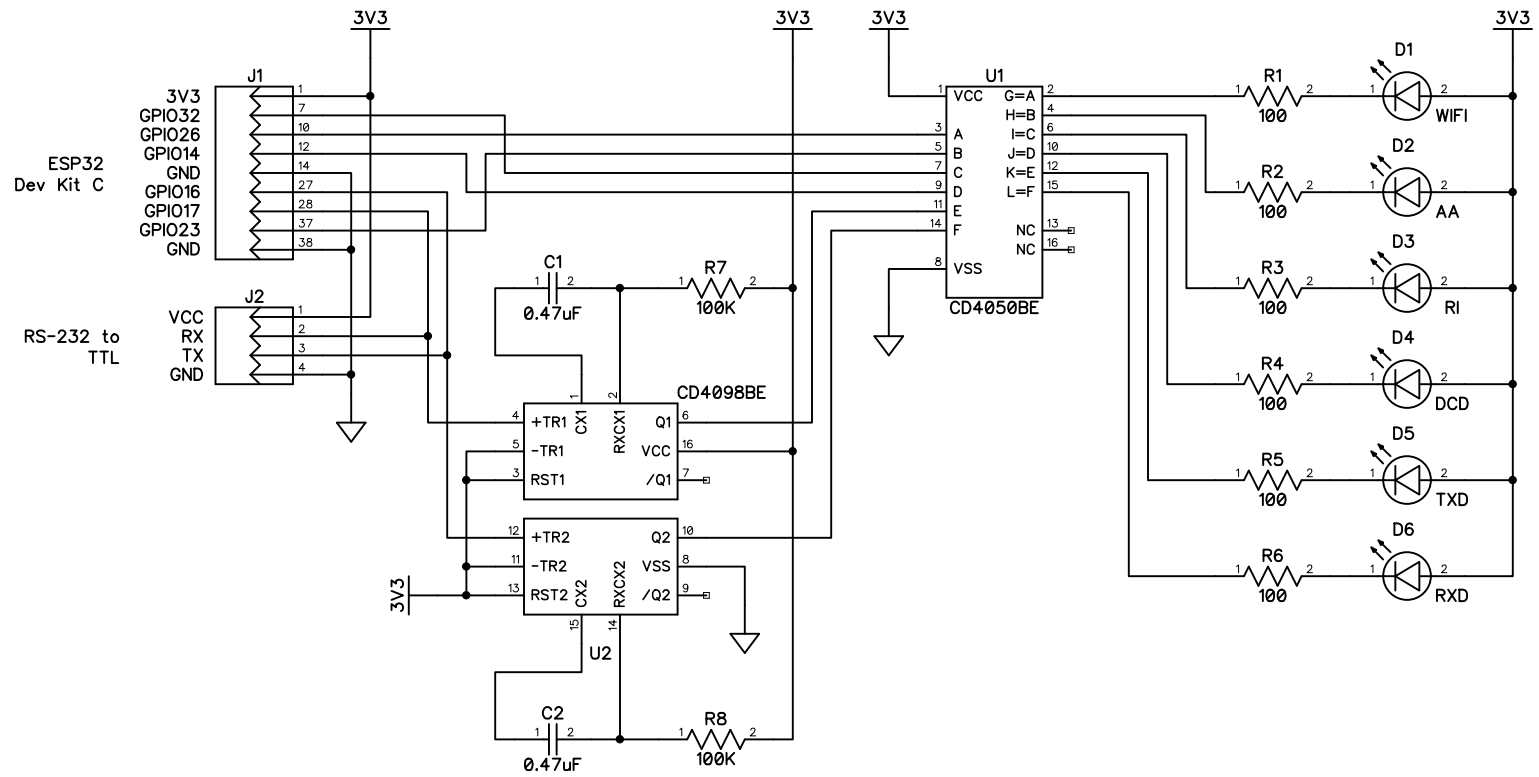 3V3
3V3
3V3
3V3
J1
3V3 1
GPIO32 7
GPIO26 10
GPIO14 12
GND 14
GPIO16 27
GPIO17 28
GPIO23 37
GND 38
ESP32
Dev Kit C
J2
VCC 1
RX 2
TX 3
GND 4
RS-232 to
TTL
C1
1 2
0.47uF
R7
1 2
100K
CD4098BE
1 CX1
2 RXCX1
4 +TR1
5 -TR1
3 RST1
Q1 6
VCC 16
/Q1 7
12 +TR2
11 -TR2
13 RST2
Q2 10
VSS 8
/Q2 9
CX2 15
RXCX2 14
3V3
U2
C2
1 2
0.47uF
R8
1 2
100K
U1
1 VCC
3 A
5 B
7 C
9 D
11 E
14 F
8 VSS
G=A 2
H=B 4
I=C 6
J=D 10
K=E 12
L=F 15
NC 13
NC 16
CD4050BE
R1
1 2
100
D1
1 2
WIFI
R2
1 2
100
D2
1 2
AA
R3
1 2
100
D3
1 2
RI
R4
1 2
100
D4
1 2
DCD
R5
1 2
100
D5
1 2
TXD
R6
1 2
100
D6
1 2
RXD